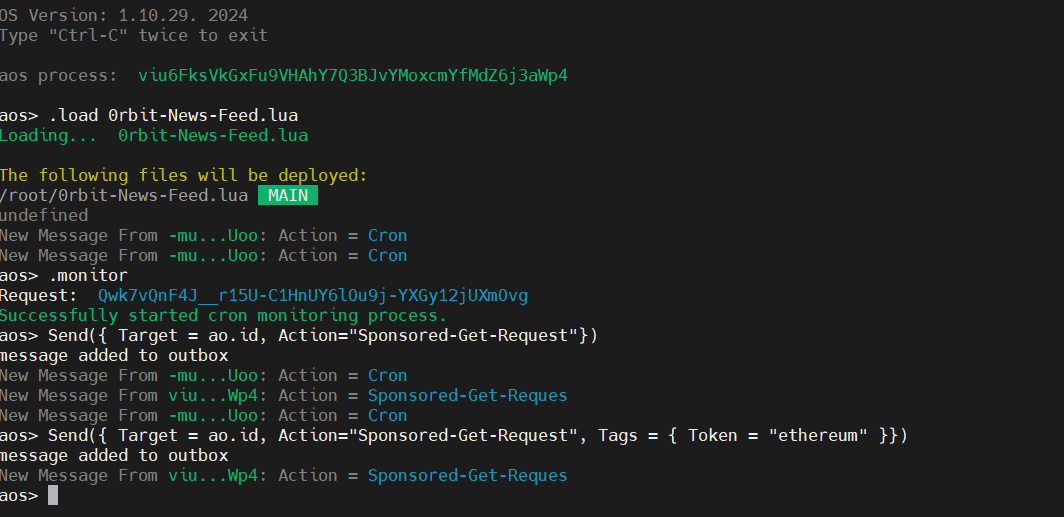 OS Version: 1.10.29. 2024
Type "Ctrl-C" twice to exit
aos process: viu6FksVkGxFu9VHAhY7Q3BJvYMoxcmYfMdZ6j3aWp4
aos> .load 0rbit-News-Feed.lua
Loading... 0rbit-News-Feed.lua
The following files will be deployed:
/root/0rbit-News-Feed.lua MAIN
undefined
New Message From -mu...Uoo: Action = Cron
New Message From -mu...Uoo: Action = Cron
aos> .monitor
Request: Qwk7vQnF4J__r15U-C1HnUY6lOu9j-YXGy12jUXmOvg
Successfully started cron monitoring process.
aos> Send({ Target = ao.id, Action="Sponsored-Get-Request"})
message added to outbox
New Message From -mu...Uoo: Action = Cron
New Message From viu...Wp4: Action = Sponsored-Get-Reques
New Message From -mu...Uoo: Action = Cron
aos> Send({ Target = ao.id, Action="Sponsored-Get-Request", Tags = { Token = "ethereum" }})
message added to outbox
New Message From viu...Wp4: Action = Sponsored-Get-Reques
aos>